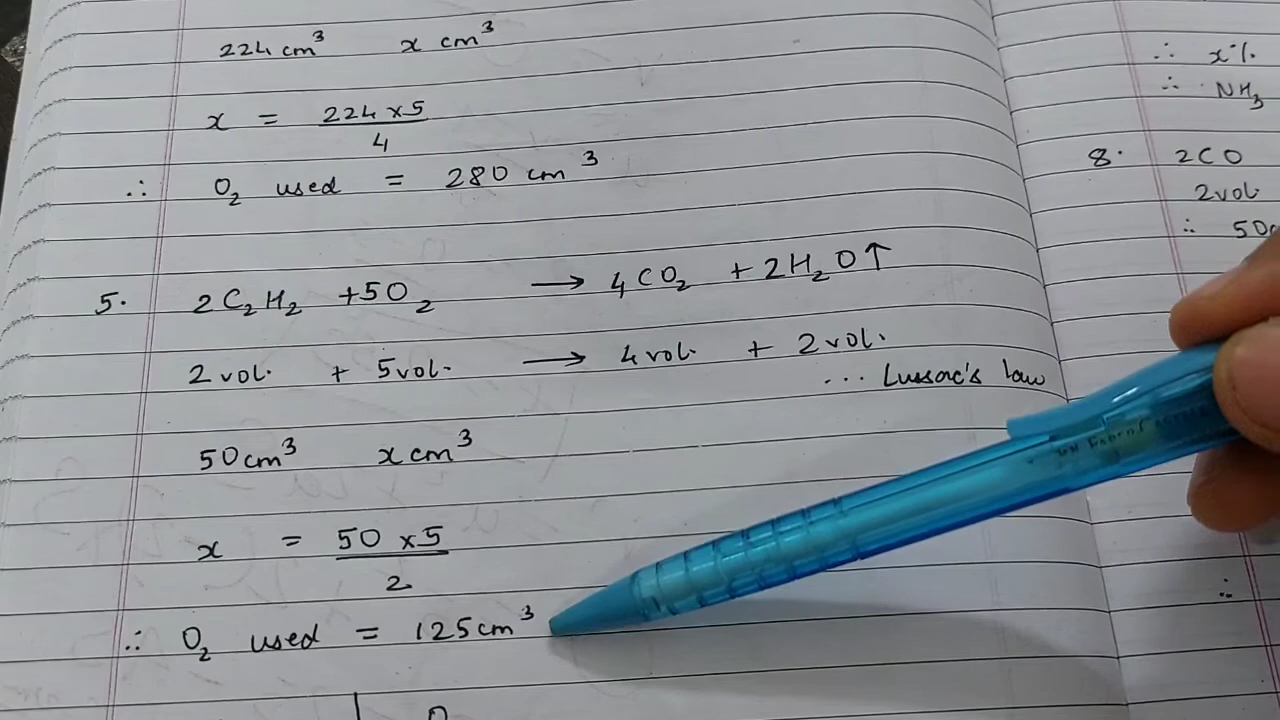 224 cm³ x cm³
x = 224 × 5
4
∴ O₂ used = 280 cm³
5. 2C₂H₂ + 5O₂ → 4CO₂ + 2H₂O↑
2 vol. + 5 vol. → 4 vol. + 2 vol.
... Lussac's law
50 cm³ x cm³
x = 50 × 5
2
∴ O₂ used = 125 cm³
∴ x %.
∴ NH₃
8. 2CO
2 vol.
∴ 50
∴